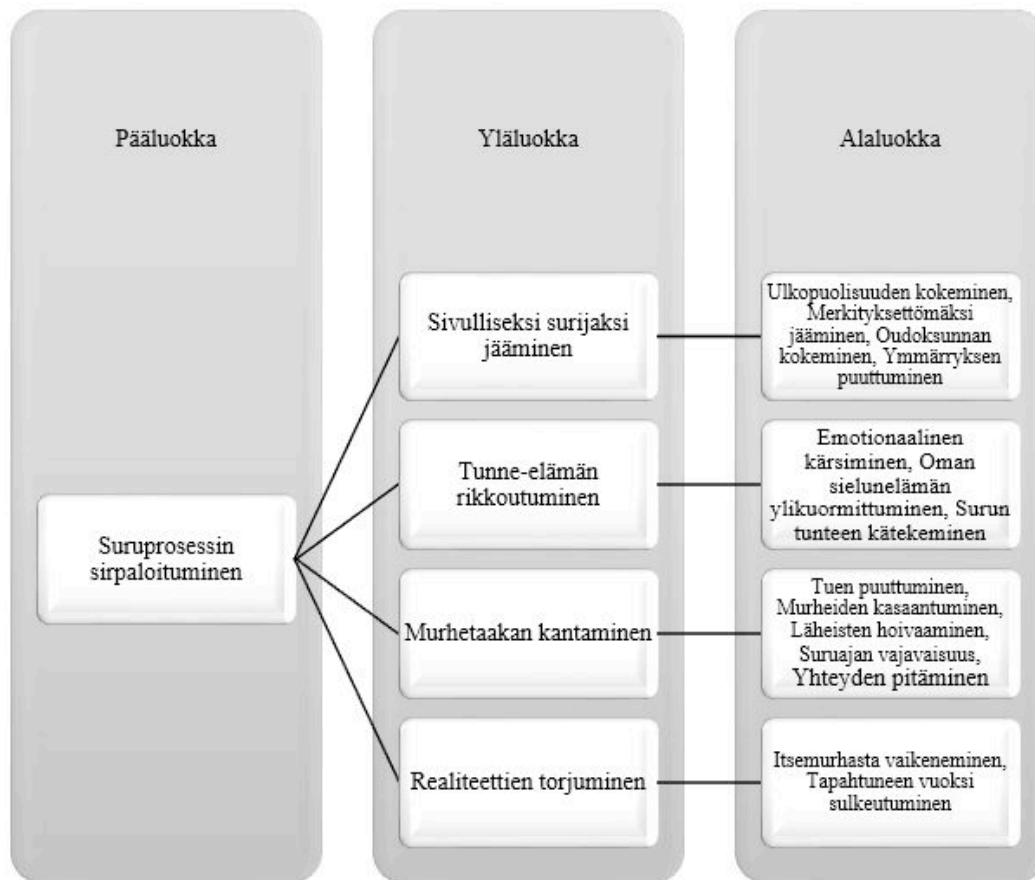 Pääluokka
Yläluokka
Alaluokka
Suruprosessin
sirpaloituminen
Sivulliseksi surijaksi
jääminen
Ulkopuolisuuden kokeminen,
Merkityksettömäksi
jääminen, Oudoksunnan
kokeminen, Ymmärryksen
puuttuminen
Tunne-elämän
rikkoutuminen
Emotionaalinen
kärsiminen, Oman
sielunelämän
ylikuormittuminen, Surun
tunteen kätekeminen
Murhetaakan kantaminen
Tuen puuttuminen,
Murheiden kasaantuminen,
Läheisten hoivaaminen,
Suruajan vajavaisuus,
Yhteyden pitäminen
Realiteettien torjuminen
Itsemurhasta vaikeneminen,
Tapahtuneen vuoksi
sulkeutuminen